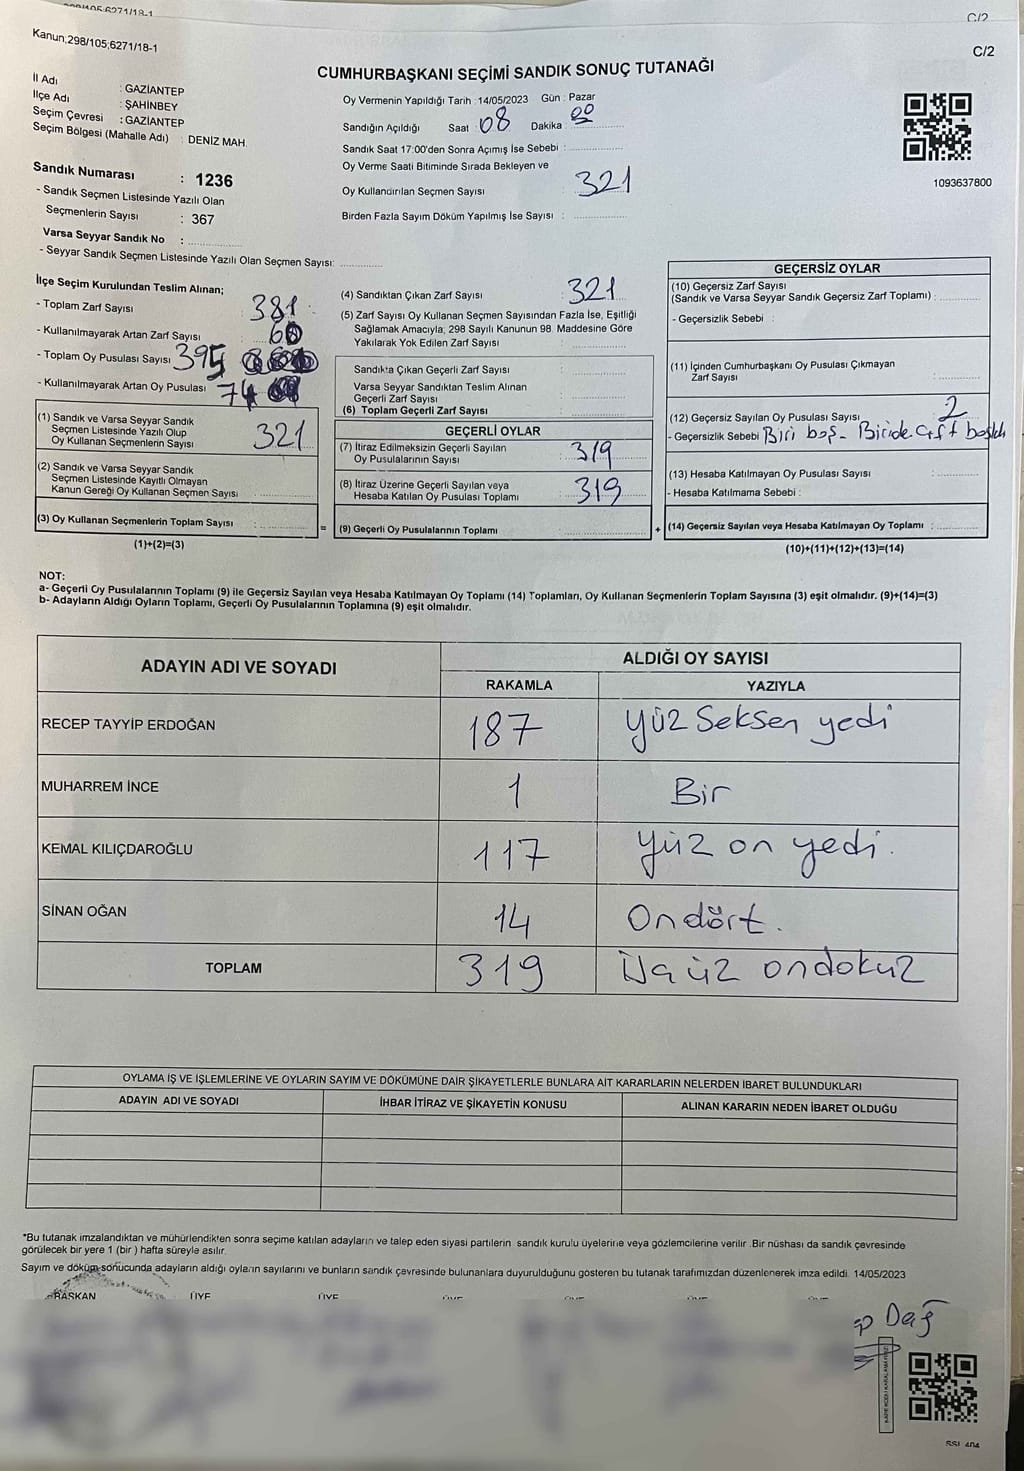 C/2
Kanun;298/105;6271/18-1
C/2
CUMHURBAŞKANI SEÇİMİ SANDIK SONUÇ TUTANAĞI
İl Adı : GAZİANTEP
İlçe Adı : ŞAHİNBEY
Seçim Çevresi : GAZİANTEP
Seçim Bölgesi (Mahalle Adı) : DENİZ MAH.
Sandık Numarası : 1236
- Sandık Seçmen Listesinde Yazılı Olan
Seçmenlerin Sayısı : 367
Varsa Seyyar Sandık No :
- Seyyar Sandık Seçmen Listesinde Yazılı Olan Seçmen Sayısı:
Oy Vermenin Yapıldığı Tarih : 14/05/2023 Gün : Pazar
Sandığın Açıldığı Saat 08 Dakika 00
Sandık Saat 17:00'den Sonra Açımış İse Sebebi :
Oy Verme Saati Bitiminde Sırada Bekleyen ve
Oy Kullandırılan Seçmen Sayısı : 321
Birden Fazla Sayım Döküm Yapılmış İse Sayısı :
1093637800
İlçe Seçim Kurulundan Teslim Alınan;
- Toplam Zarf Sayısı 381
- Kullanılmayarak Artan Zarf Sayısı 60
- Toplam Oy Pusulası Sayısı 395
- Kullanılmayarak Artan Oy Pusulası 74
(1) Sandık ve Varsa Seyyar Sandık
Seçmen Listesinde Yazılı Olup
Oy Kullanan Seçmenlerin Sayısı 321
(2) Sandık ve Varsa Seyyar Sandık
Seçmen Listesinde Kayıtlı Olmayan
Kanun Gereği Oy Kullanan Seçmen Sayısı
(3) Oy Kullanan Seçmenlerin Toplam Sayısı :
(1)+(2)=(3)
(4) Sandıktan Çıkan Zarf Sayısı : 321
(5) Zarf Sayısı Oy Kullanan Seçmen Sayısından Fazla İse, Eşitliği
Sağlamak Amacıyla, 298 Sayılı Kanunun 98. Maddesine Göre
Yakılarak Yok Edilen Zarf Sayısı :
Sandıkta Çıkan Geçerli Zarf Sayısı :
Varsa Seyyar Sandıktan Teslim Alınan
Geçerli Zarf Sayısı :
(6) Toplam Geçerli Zarf Sayısı :
GEÇERLİ OYLAR
(7) İtiraz Edilmeksizin Geçerli Sayılan
Oy Pusulalarının Sayısı : 319
(8) İtiraz Üzerine Geçerli Sayılan veya
Hesaba Katılan Oy Pusulası Toplamı : 319
= (9) Geçerli Oy Pusulalarının Toplamı
GEÇERSİZ OYLAR
(10) Geçersiz Zarf Sayısı
(Sandık ve Varsa Seyyar Sandık Geçersiz Zarf Toplamı) :
- Geçersizlik Sebebi :
(11) İçinden Cumhurbaşkanı Oy Pusulası Çıkmayan
Zarf Sayısı :
(12) Geçersiz Sayılan Oy Pusulası Sayısı 2
- Geçersizlik Sebebi Biri boş - Biride çift basılı
(13) Hesaba Katılmayan Oy Pusulası Sayısı :
- Hesaba Katılmama Sebebi :
+ (14) Geçersiz Sayılan veya Hesaba Katılmayan Oy Toplamı :
(10)+(11)+(12)+(13)=(14)
NOT:
a- Geçerli Oy Pusulalarının Toplamı (9) ile Geçersiz Sayılan veya Hesaba Katılmayan Oy Toplamı (14) Toplamları, Oy Kullanan Seçmenlerin Toplam Sayısına (3) eşit olmalıdır. (9)+(14)=(3)
b- Adayların Aldığı Oyların Toplamı, Geçerli Oy Pusulalarının Toplamına (9) eşit olmalıdır.
ADAYIN ADI VE SOYADI ALDIĞI OY SAYISI
RAKAMLA YAZIYLA
RECEP TAYYİP ERDOĞAN 187 Yüz Seksen yedi
MUHARREM İNCE 1 Bir
KEMAL KILIÇDAROĞLU 117 Yüz on yedi.
SİNAN OĞAN 14 Ondört.
TOPLAM 319 ondokuz
OYLAMA İŞ VE İŞLEMLERİNE VE OYLARIN SAYIM VE DÖKÜMÜNE DAİR ŞİKAYETLERLE BUNLARA AİT KARARLARIN NELERDEN İBARET BULUNDUKLARI
ADAYIN ADI VE SOYADI İHBAR İTİRAZ VE ŞİKAYETİN KONUSU ALINAN KARARIN NEDEN İBARET OLDUĞU
*Bu tutanak imzalandıktan ve mühürlendikten sonra seçime katılan adayların ve talep eden siyasi partilerin sandık kurulu üyelerine veya gözlemcilerine verilir .Bir nüshası da sandık çevresinde
görülecek bir yere 1 (bir ) hafta süreyle asılır.
Sayım ve döküm sonucunda adayların aldığı oyların sayılarını ve bunların sandık çevresinde bulunanlara duyurulduğunu gösteren bu tutanak tarafımızdan düzenlenerek imza edildi. 14/05/2023
BAŞKAN ÜYE ÜYE
Dağ